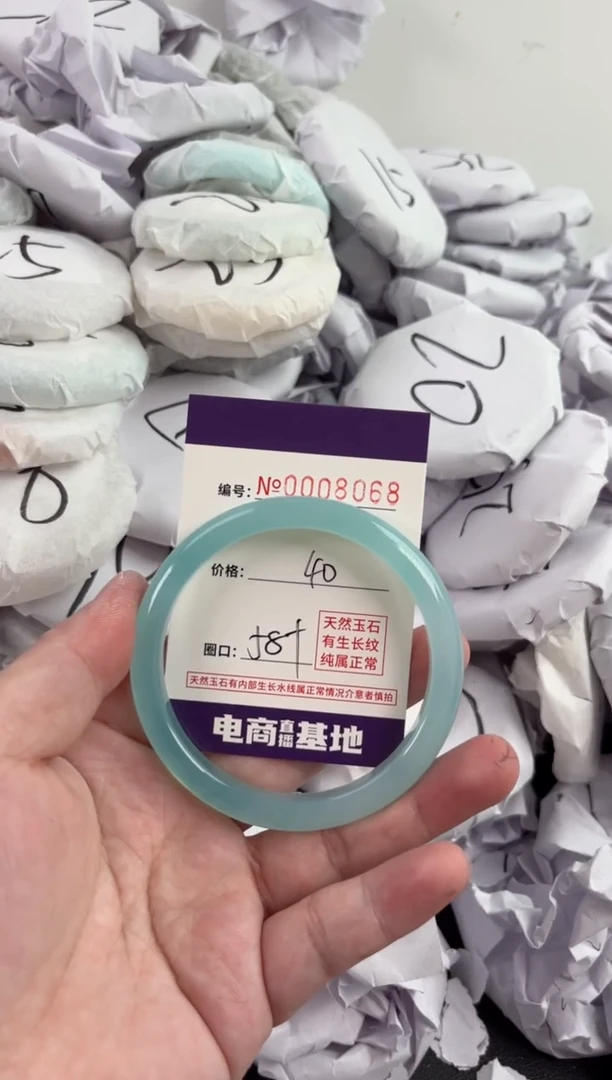 15
02
编号: №0008068
价格: 40
圈口: 58+
天然玉石
有生长纹
纯属正常
天然玉石有内部生长水线属正常情况介意者慎拍
电商直播基地